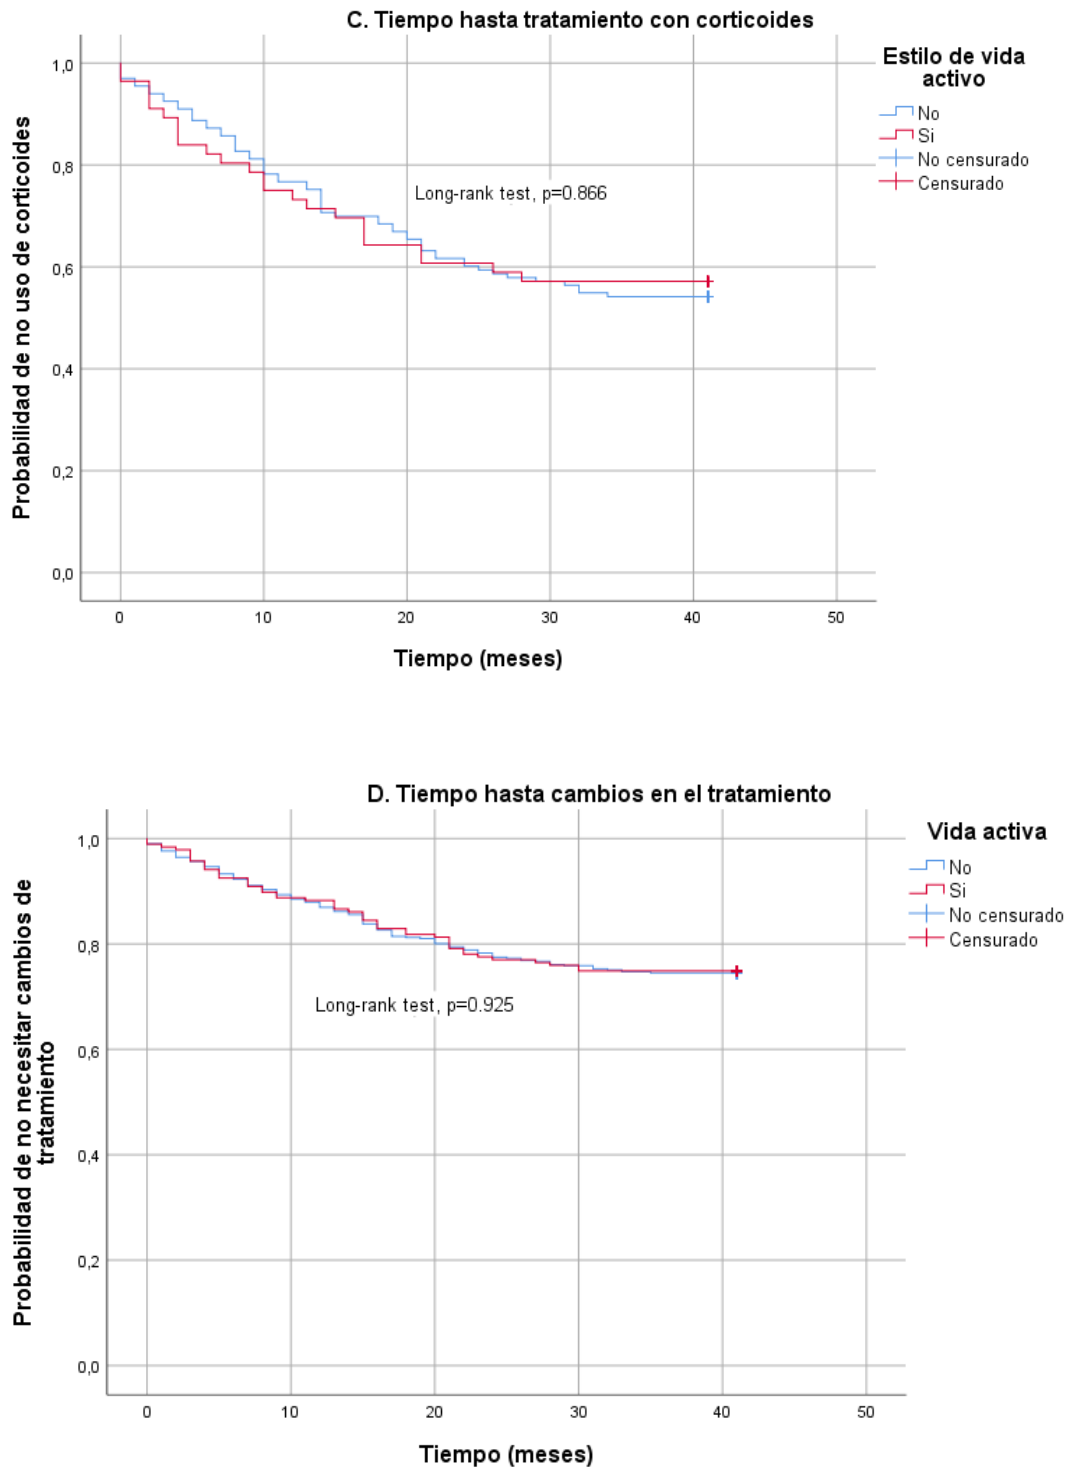 C. Tiempo hasta tratamiento con corticoides
Estilo de vida
activo
No
Si
No censurado
Censurado
Long-rank test, p=0.866
Probabilidad de no uso de corticoides
1,0
0,8
0,6
0,4
0,2
0,0
0 10 20 30 40 50
Tiempo (meses)
D. Tiempo hasta cambios en el tratamiento
Vida activa
No
Si
No censurado
Censurado
Long-rank test, p=0.925
Probabilidad de no necesitar cambios de
tratamiento
1,0
0,8
0,6
0,4
0,2
0,0
0 10 20 30 40 50
Tiempo (meses)